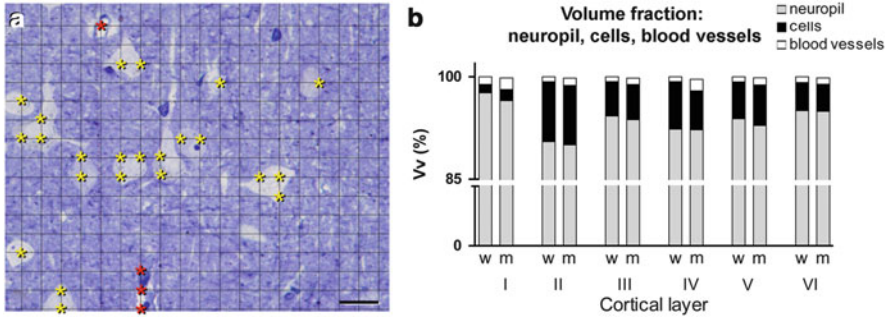 a
b
Volume fraction:
neuropil, cells, blood vessels
neuropil
cells
blood vessels
Vv (%)
100
85
0
w m w m w m w m w m w m
I II III IV V VI
Cortical layer